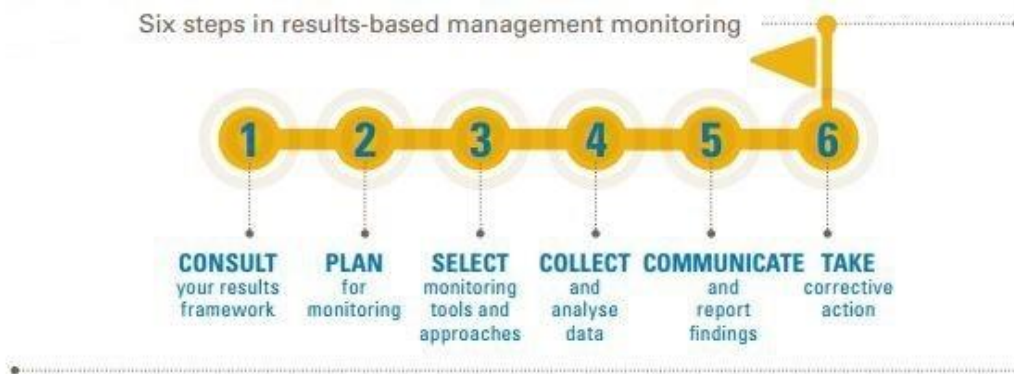 Six steps in results-based management monitoring
1 2 3 4 5 6
CONSULT
your results
framework
PLAN
for
monitoring
SELECT
monitoring
tools and
approaches
COLLECT
and
analyse
data
COMMUNICATE
and
report
findings
TAKE
corrective
action